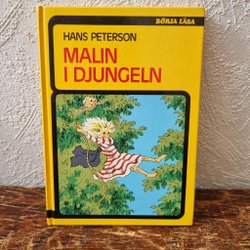 BÖRJA LÄSA
HANS PETERSON
MALIN
I DJUNGELN